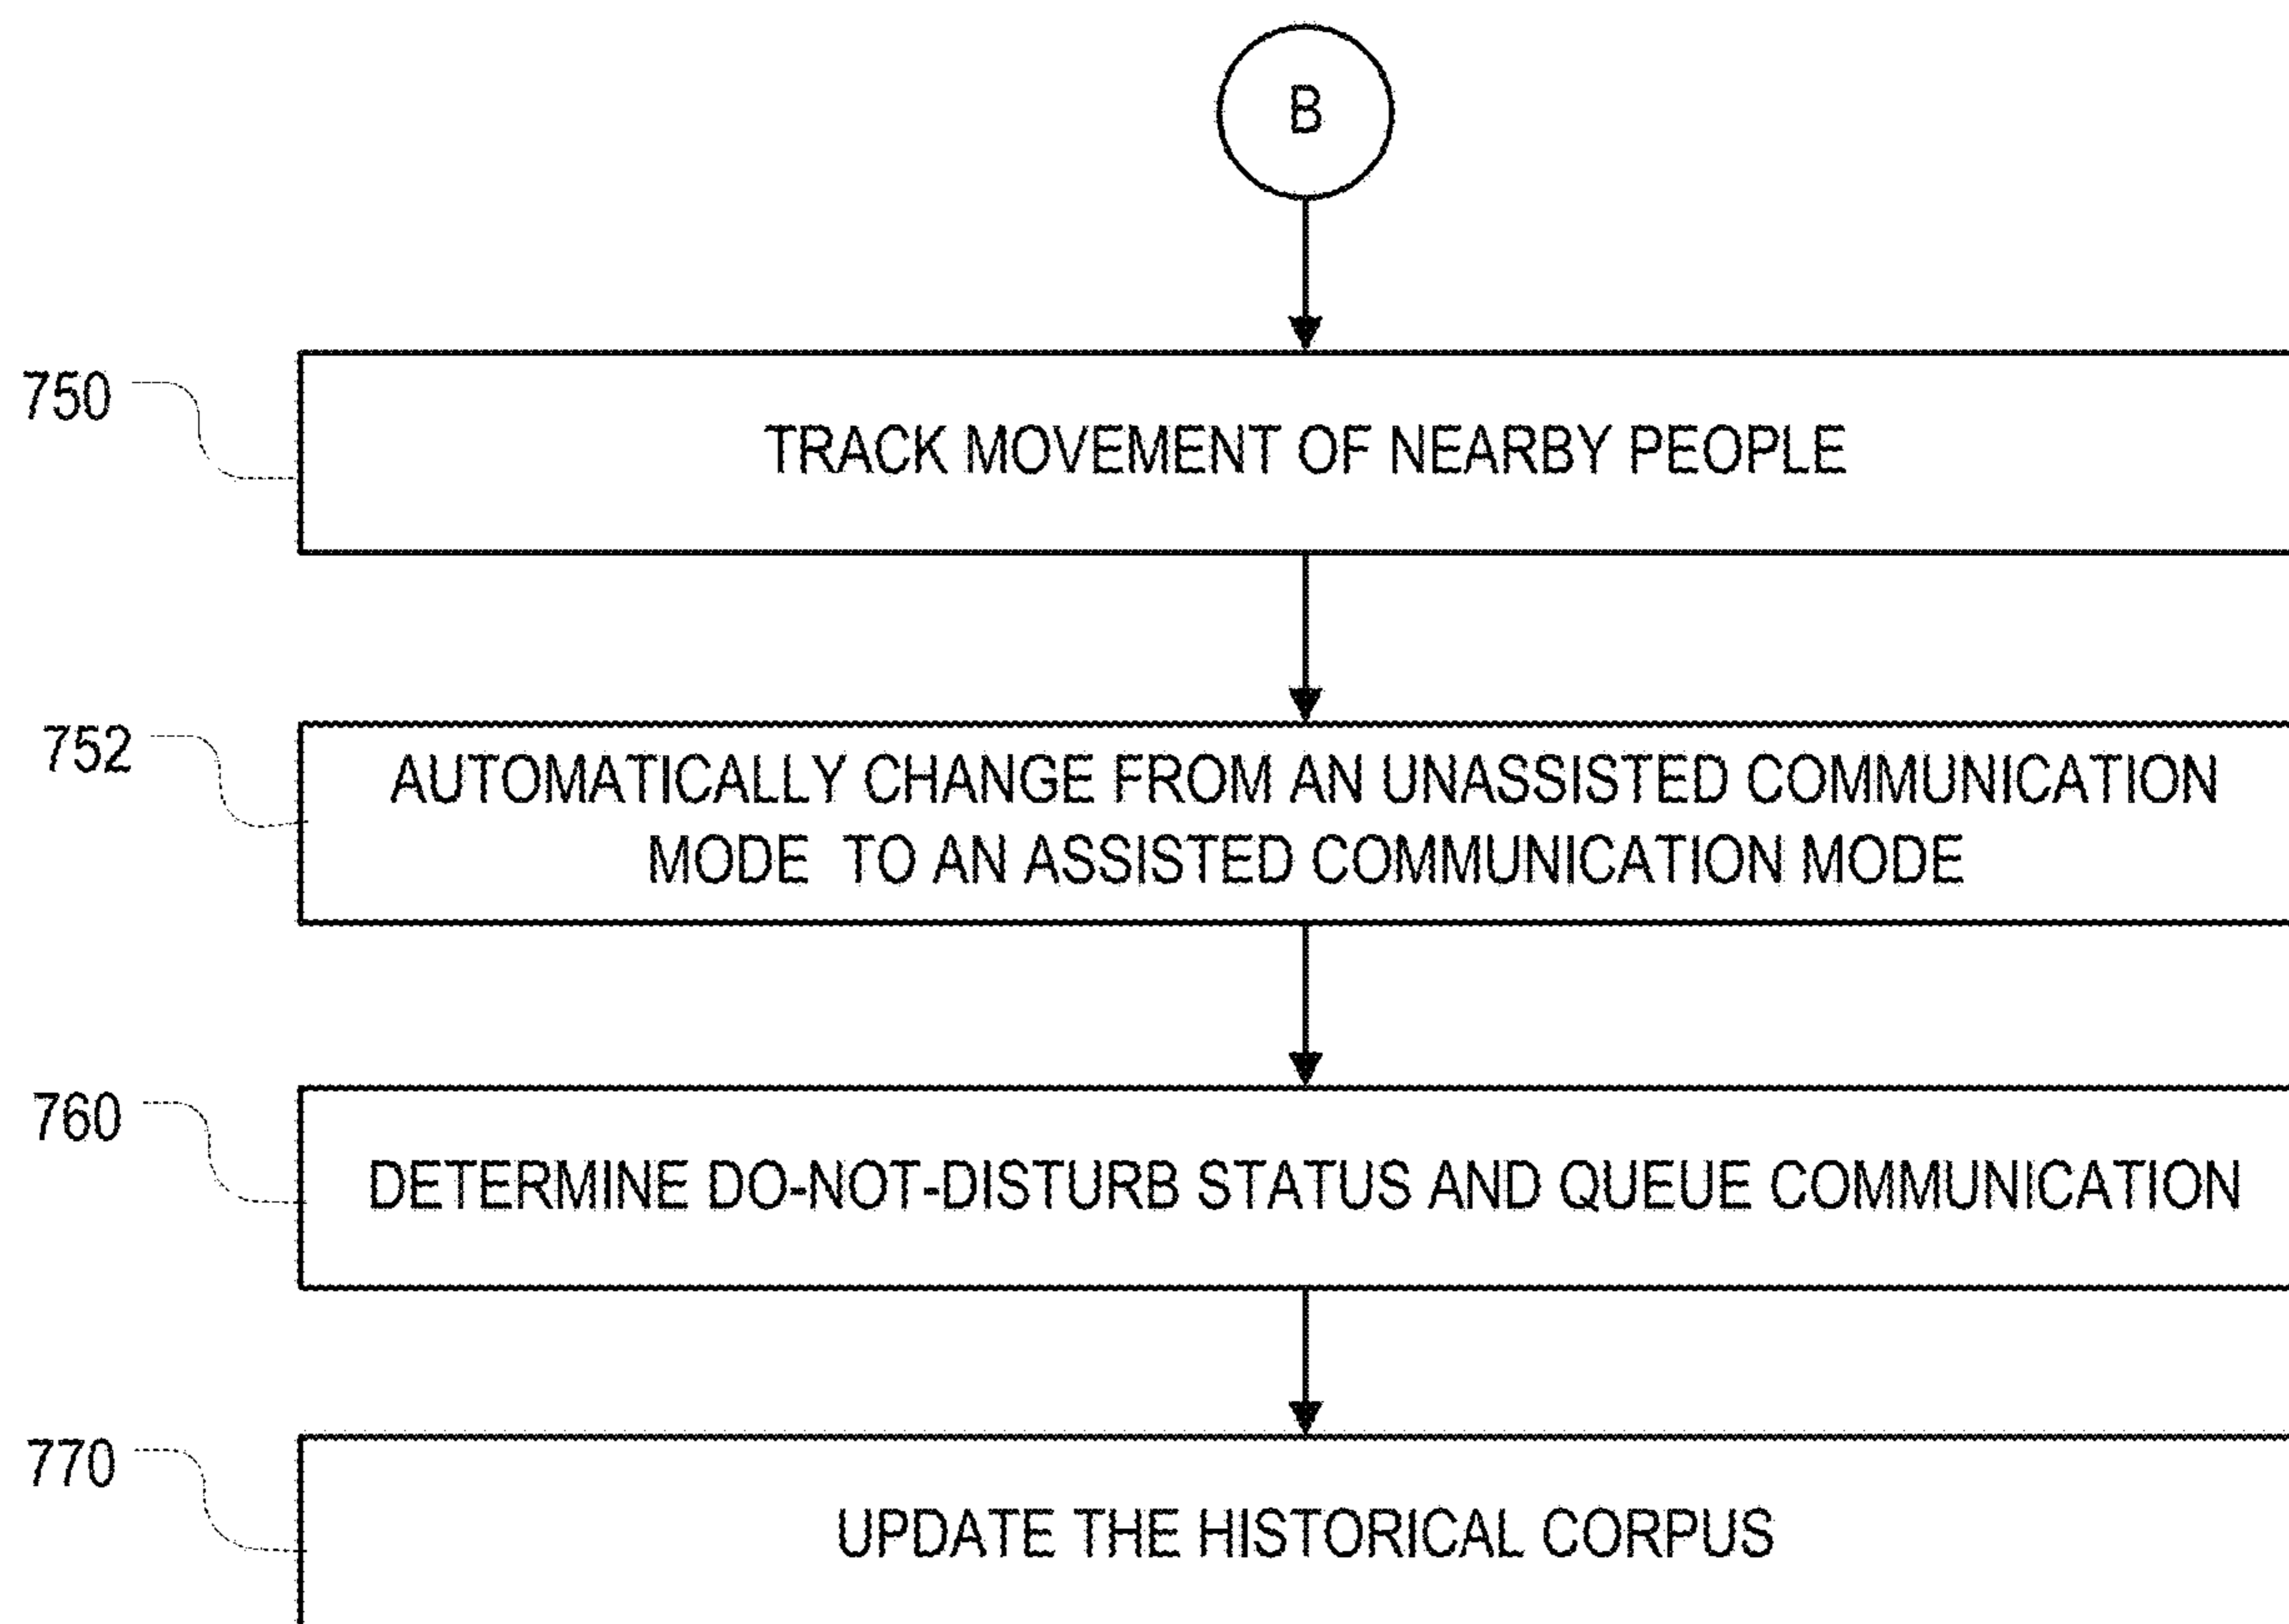 B
750
TRACK MOVEMENT OF NEARBY PEOPLE
752
AUTOMATICALLY CHANGE FROM AN UNASSISTED COMMUNICATION
MODE TO AN ASSISTED COMMUNICATION MODE
760
DETERMINE DO-NOT-DISTURB STATUS AND QUEUE COMMUNICATION
770
UPDATE THE HISTORICAL CORPUS